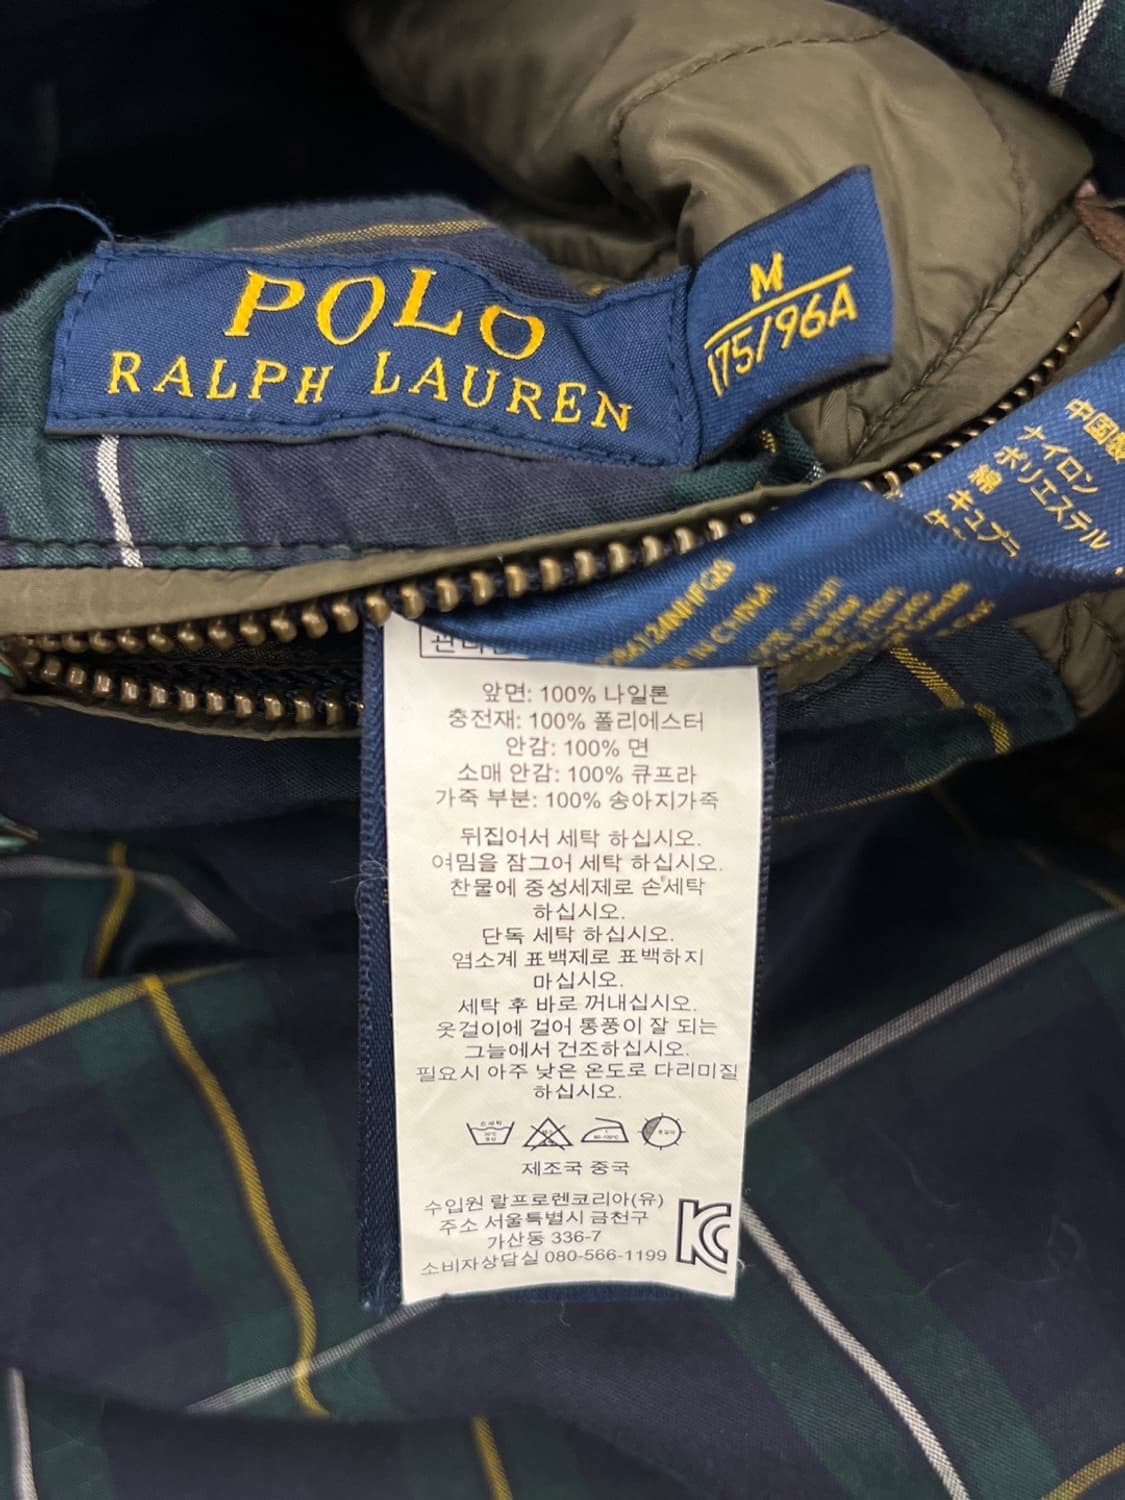 POLO
RALPH LAUREN
M
175/96A
中国製
ナイロン
ポリエステル
綿
キュプラ
IN CHINA
앞면: 100% 나일론
충전재: 100% 폴리에스터
안감: 100% 면
소매 안감: 100% 큐프라
가죽 부분: 100% 송아지가죽
뒤집어서 세탁 하십시오.
여밈을 잠그어 세탁 하십시오.
찬물에 중성세제로 손세탁
하십시오.
단독 세탁 하십시오.
염소계 표백제로 표백하지
마십시오.
세탁 후 바로 꺼내십시오.
옷걸이에 걸어 통풍이 잘 되는
그늘에서 건조하십시오.
필요시 아주 낮은 온도로 다리미질
하십시오.
제조국 중국
수입원 랄프로렌코리아(유)
주소 서울특별시 금천구
가산동 336-7
소비자상담실 080-566-1199